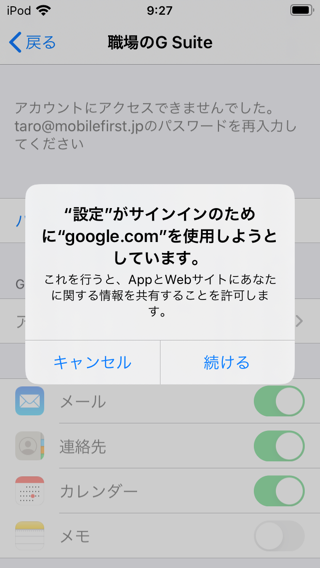 iPod 9:27
戻る 職場のG Suite
アカウントにアクセスできませんでした。
taro@mobilefirst.jpのパスワードを再入力し
てください
“設定”がサインインのため
に“google.com”を使用しようと
しています。
これを行うと、AppとWebサイトにあなた
に関する情報を共有することを許可しま
す。
キャンセル 続ける
メール
連絡先
カレンダー
メモ